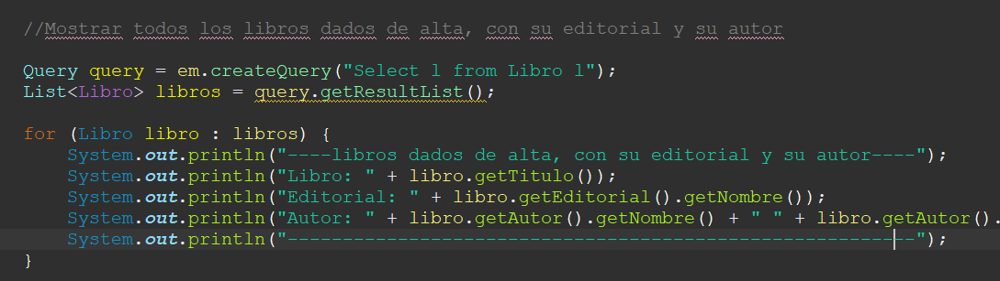 //Mostrar todos los libros dados de alta, con su editorial y su autor
Query query = em.createQuery("Select l from Libro l");
List<Libro> libros = query.getResultList();
for (Libro libro : libros) {
System.out.println("----libros dados de alta, con su editorial y su autor----");
System.out.println("Libro: " + libro.getTitulo());
System.out.println("Editorial: " + libro.getEditorial().getNombre());
System.out.println("Autor: " + libro.getAutor().getNombre() + " " + libro.getAutor().
System.out.println("----------------------------------------------------------");
}